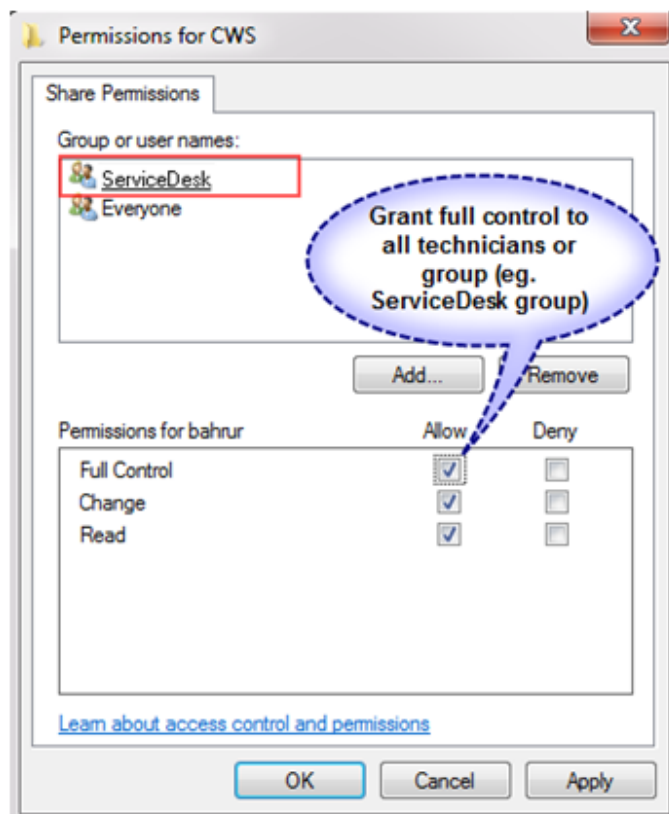 Permissions for CWS
Share Permissions
Group or user names:
ServiceDesk
Everyone
Grant full control to
all technicians or
group (eg.
ServiceDesk group)
Add...
Remove
Permissions for bahrur
Allow
Deny
Full Control
Change
Read
Learn about access control and permissions
OK
Cancel
Apply